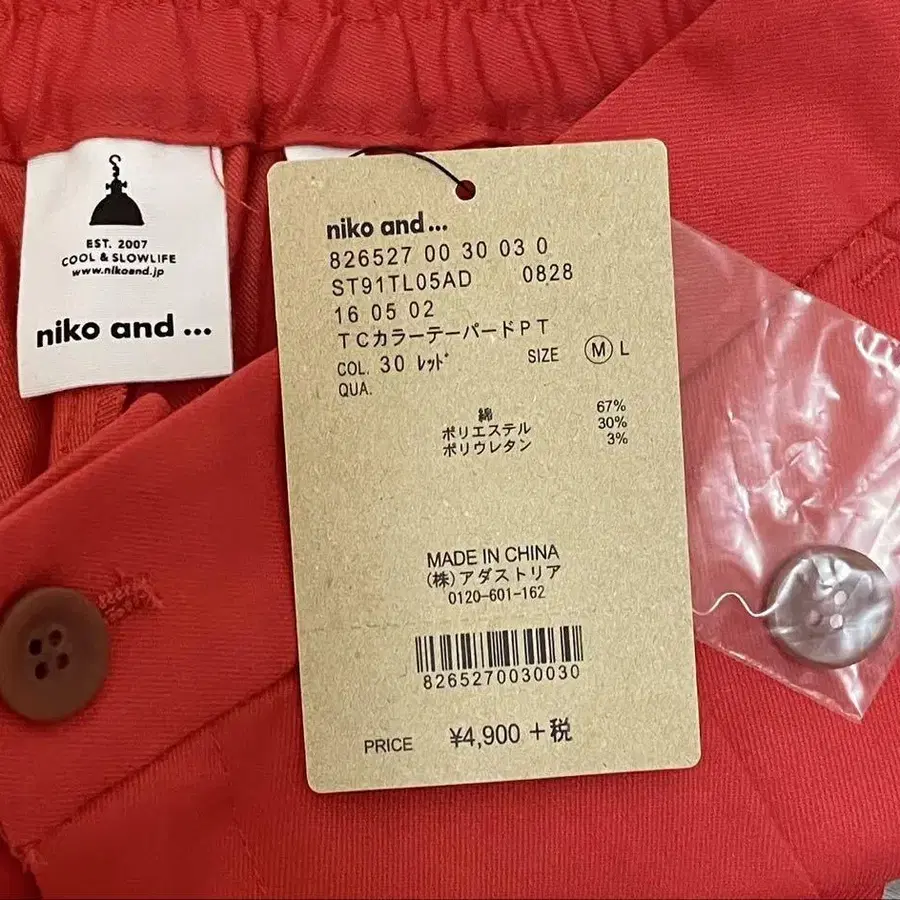 EST. 2007
COOL & SLOWLIFE
www.nikoand.jp
niko and ...
niko and ...
826527 00 30 03 0
ST91TL05AD 0828
16 05 02
TCカラーテーパードPT
COL. 30 ﾚｯﾄﾞ SIZE Ⓜ L
QUA.
綿 67%
ポリエステル 30%
ポリウレタン 3%
MADE IN CHINA
(株)アダストリア
0120-601-162
8265270030030
PRICE ¥4,900 +税